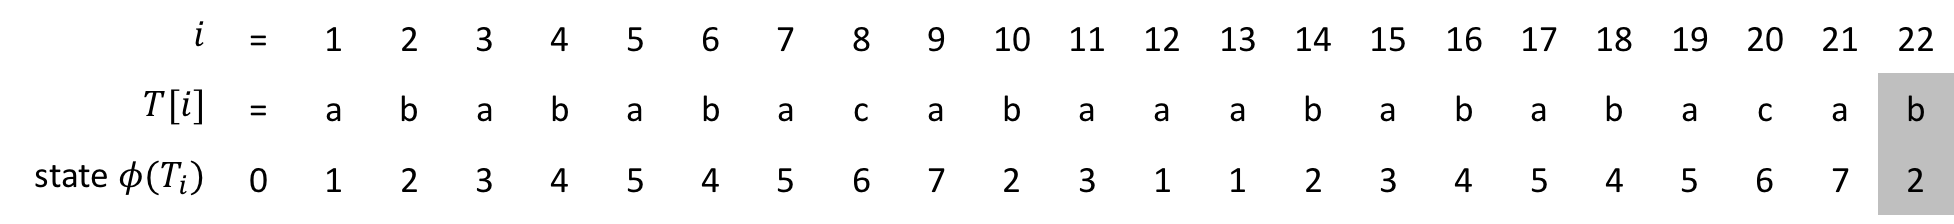 i = 1 2 3 4 5 6 7 8 9 10 11 12 13 14 15 16 17 18 19 20 21 22
T[i] = a b a b a b a c a b a a a b a b a b a c a b
state ϕ(Tᵢ) 0 1 2 3 4 5 4 5 6 7 2 3 1 1 2 3 4 5 4 5 6 7 2